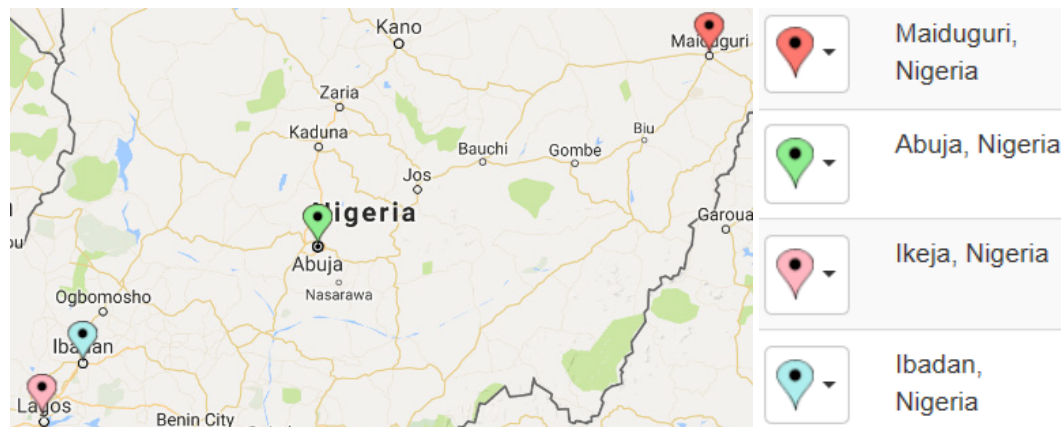 Kano
Maiduguri
Zaria
Kaduna
Bauchi
Gombe
Biu
Jos
Nigeria
Garoua
Abuja
Nasarawa
Ogbomosho
Ibadan
Lagos
Benin City
Maiduguri,
Nigeria
Abuja, Nigeria
Ikeja, Nigeria
Ibadan,
Nigeria